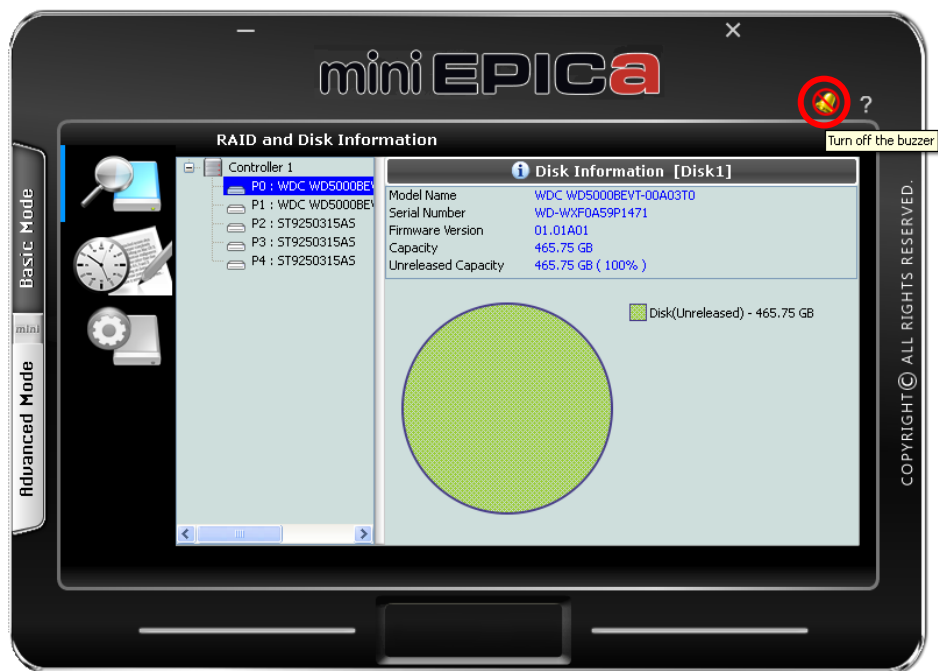 mini EPICa
?
Turn off the buzzer
RAID and Disk Information
Basic Mode
mini
Advanced Mode
Controller 1
P0 : WDC WD5000BEV
P1 : WDC WD5000BEV
P2 : ST9250315AS
P3 : ST9250315AS
P4 : ST9250315AS
Disk Information [Disk1]
Model Name WDC WD5000BEVT-00A03T0
Serial Number WD-WXF0A59P1471
Firmware Version 01.01A01
Capacity 465.75 GB
Unreleased Capacity 465.75 GB ( 100% )
Disk(Unreleased) - 465.75 GB
COPYRIGHT© ALL RIGHTS RESERVED.